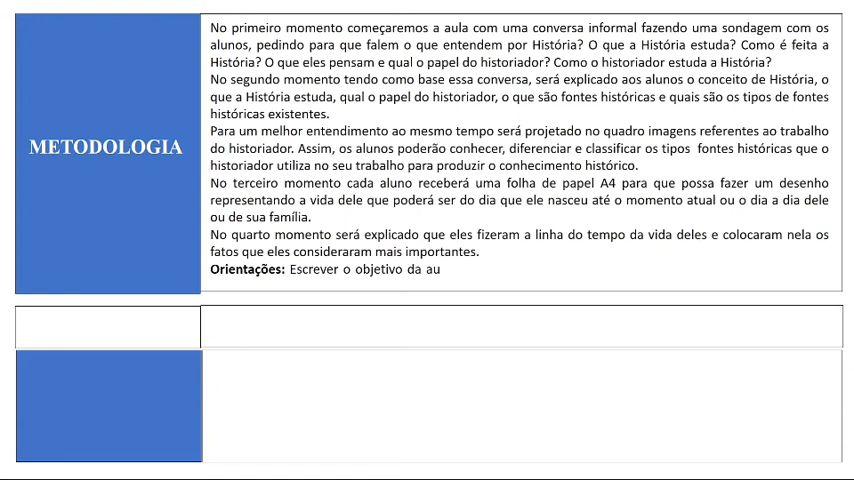 METODOLOGIA
No primeiro momento começaremos a aula com uma conversa informal fazendo uma sondagem com os
alunos, pedindo para que falem o que entendem por História? O que a História estuda? Como é feita a
História? O que eles pensam e qual o papel do historiador? Como o historiador estuda a História?
No segundo momento tendo como base essa conversa, será explicado aos alunos o conceito de História, o
que a História estuda, qual o papel do historiador, o que são fontes históricas e quais são os tipos de fontes
históricas existentes.
Para um melhor entendimento ao mesmo tempo será projetado no quadro imagens referentes ao trabalho
do historiador. Assim, os alunos poderão conhecer, diferenciar e classificar os tipos fontes históricas que o
historiador utiliza no seu trabalho para produzir o conhecimento histórico.
No terceiro momento cada aluno receberá uma folha de papel A4 para que possa fazer um desenho
representando a vida dele que poderá ser do dia que ele nasceu até o momento atual ou o dia a dia dele
ou de sua família.
No quarto momento será explicado que eles fizeram a linha do tempo da vida deles e colocaram nela os
fatos que eles consideraram mais importantes.
Orientações: Escrever o objetivo da au